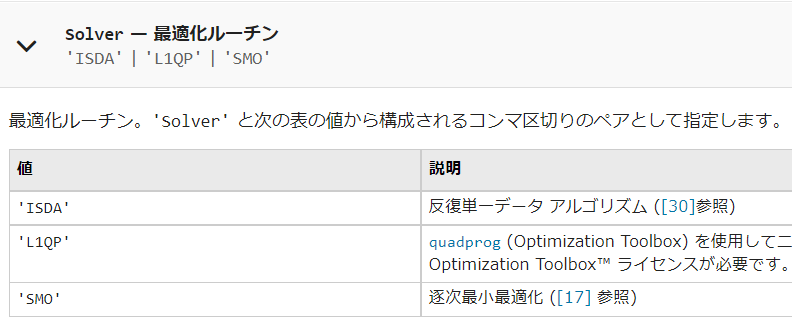 Solver — 最適化ルーチン
'ISDA' | 'L1QP' | 'SMO'
最適化ルーチン。'Solver' と次の表の値から構成されるコンマ区切りのペアとして指定します。
値 説明
'ISDA' 反復単一データ アルゴリズム ([30]参照)
'L1QP' quadprog (Optimization Toolbox) を使用して二
Optimization Toolbox™ ライセンスが必要です。
'SMO' 逐次最小最適化 ([17] 参照)